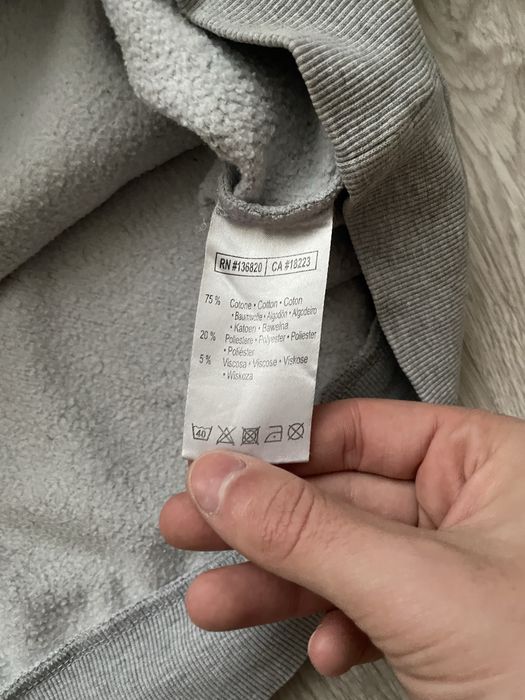 RN #136820 CA #18223
75 % Cotone • Cotton • Coton
• Baumwolle • Algodón • Algodeiro
• Katoen • Bawełna
20 % Poliestere • Polyester • Poliester
• Poliéster
5 % Viscosa • Viscose • Viskose
• Wiskoza
40